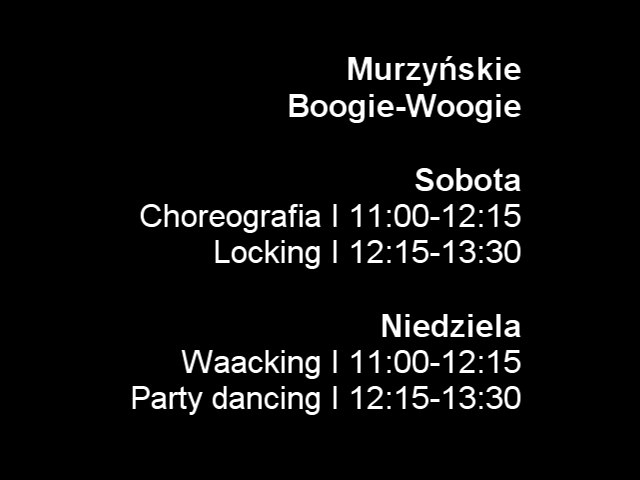 Murzyńskie
Boogie-Woogie
Sobota
Choreografia I 11:00-12:15
Locking I 12:15-13:30
Niedziela
Waacking I 11:00-12:15
Party dancing I 12:15-13:30